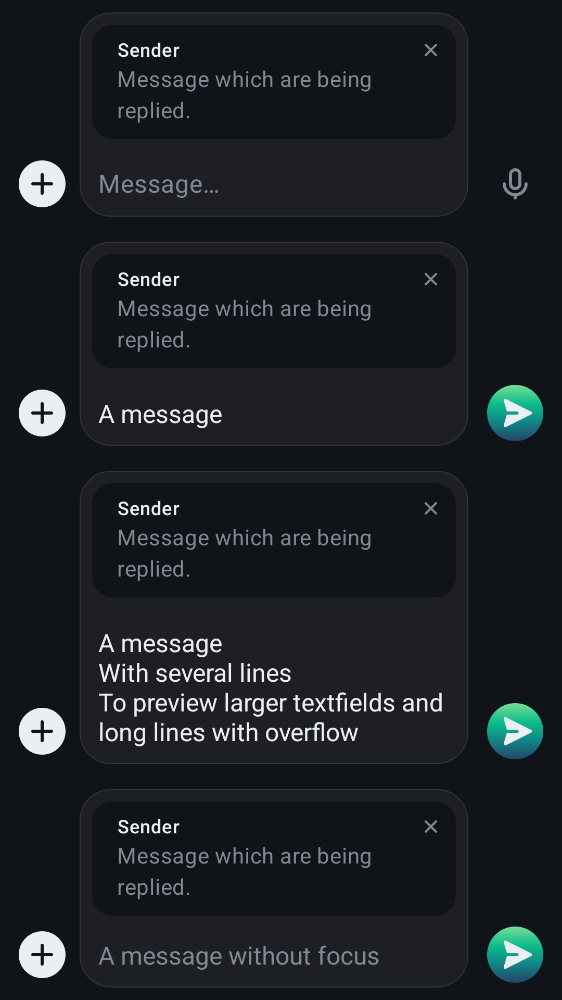 Sender
Message which are being
replied.
Message…
Sender
Message which are being
replied.
A message
Sender
Message which are being
replied.
A message
With several lines
To preview larger textfields and
long lines with overflow
Sender
Message which are being
replied.
A message without focus